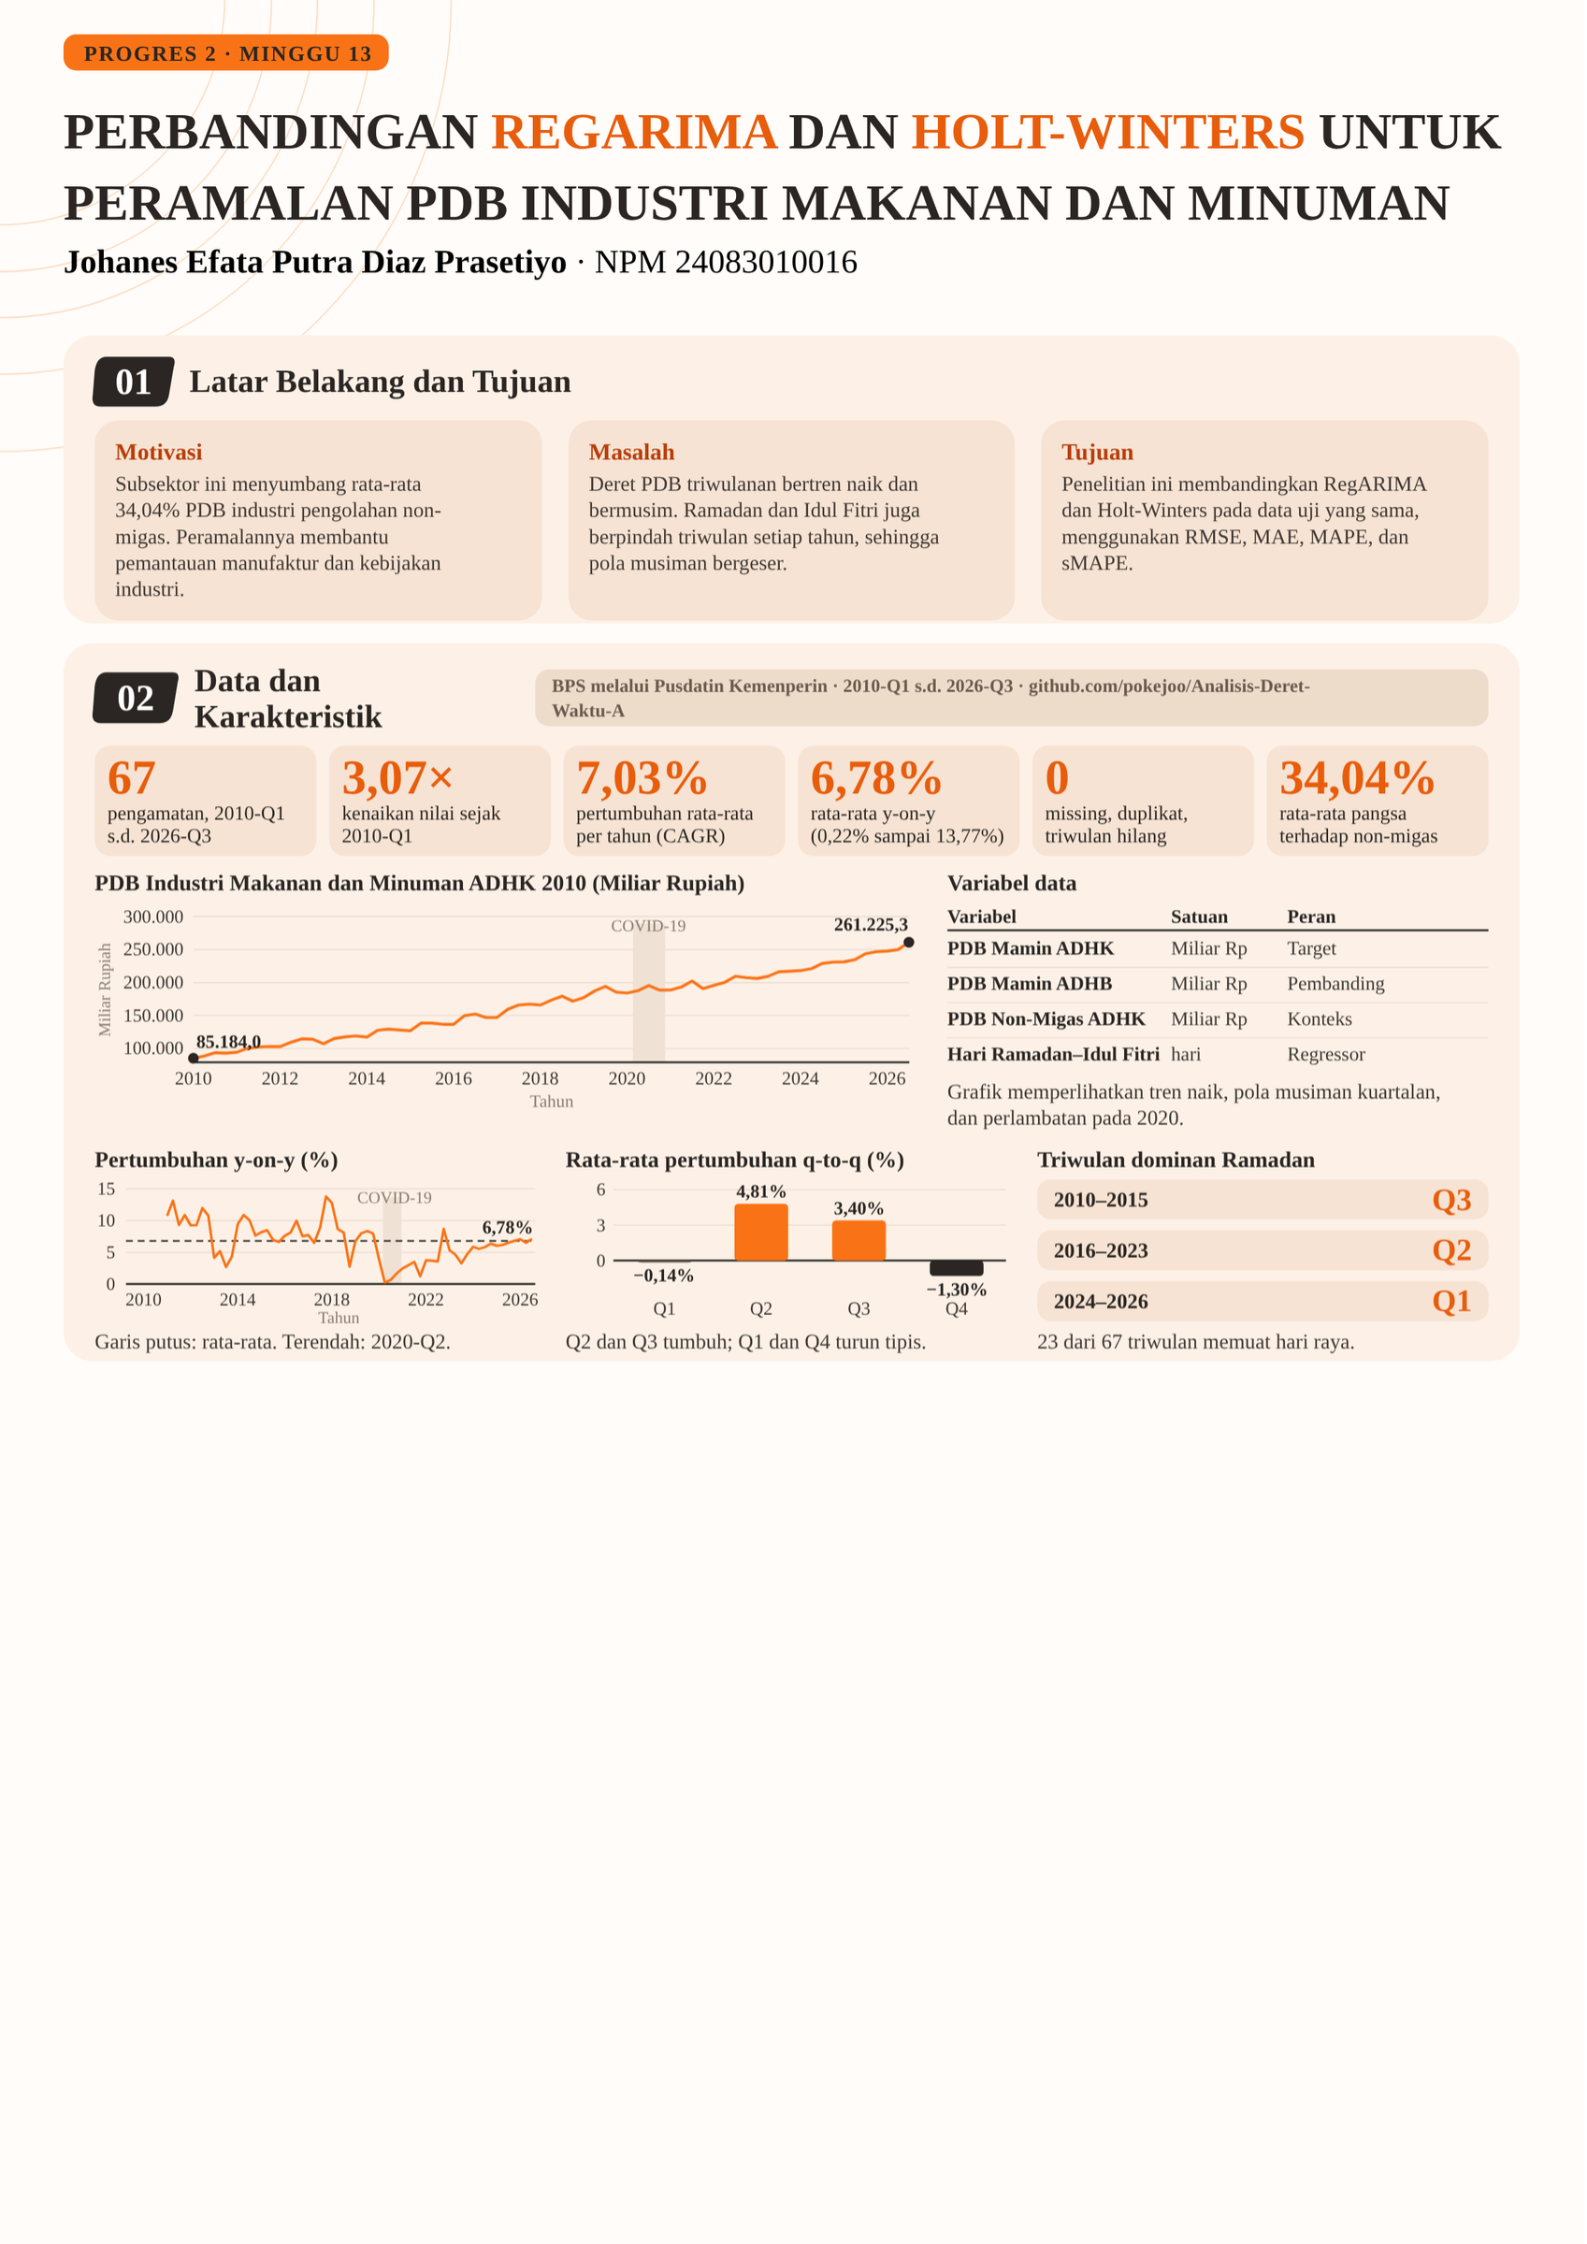 PROGRES 2 · MINGGU 13
PERBANDINGAN REGARIMA DAN HOLT-WINTERS UNTUK
PERAMALAN PDB INDUSTRI MAKANAN DAN MINUMAN
Johanes Efata Putra Diaz Prasetiyo · NPM 24083010016
01 Latar Belakang dan Tujuan
Motivasi
Subsektor ini menyumbang rata-rata
34,04% PDB industri pengolahan non-
migas. Peramalannya membantu
pemantauan manufaktur dan kebijakan
industri.
Masalah
Deret PDB triwulanan bertren naik dan
bermusim. Ramadan dan Idul Fitri juga
berpindah triwulan setiap tahun, sehingga
pola musiman bergeser.
Tujuan
Penelitian ini membandingkan RegARIMA
dan Holt-Winters pada data uji yang sama,
menggunakan RMSE, MAE, MAPE, dan
sMAPE.
02 Data dan
Karakteristik
BPS melalui Pusdatin Kemenperin · 2010-Q1 s.d. 2026-Q3 · github.com/pokejoo/Analisis-Deret-
Waktu-A
67
pengamatan, 2010-Q1
s.d. 2026-Q3
3,07×
kenaikan nilai sejak
2010-Q1
7,03%
pertumbuhan rata-rata
per tahun (CAGR)
6,78%
rata-rata y-on-y
(0,22% sampai 13,77%)
0
missing, duplikat,
triwulan hilang
34,04%
rata-rata pangsa
terhadap non-migas
PDB Industri Makanan dan Minuman ADHK 2010 (Miliar Rupiah)
Miliar Rupiah
300.000
250.000
200.000
150.000
100.000
COVID-19
261.225,3
85.184,0
2010 2012 2014 2016 2018 2020 2022 2024 2026
Tahun
Variabel data
Variabel Satuan Peran
PDB Mamin ADHK Miliar Rp Target
PDB Mamin ADHB Miliar Rp Pembanding
PDB Non-Migas ADHK Miliar Rp Konteks
Hari Ramadan–Idul Fitri hari Regressor
Grafik memperlihatkan tren naik, pola musiman kuartalan,
dan perlambatan pada 2020.
Pertumbuhan y-on-y (%)
15
10
5
0
COVID-19
6,78%
2010 2014 2018 2022 2026
Tahun
Garis putus: rata-rata. Terendah: 2020-Q2.
Rata-rata pertumbuhan q-to-q (%)
6
3
0
4,81%
3,40%
−0,14%
−1,30%
Q1 Q2 Q3 Q4
Q2 dan Q3 tumbuh; Q1 dan Q4 turun tipis.
Triwulan dominan Ramadan
2010–2015 Q3
2016–2023 Q2
2024–2026 Q1
23 dari 67 triwulan memuat hari raya.